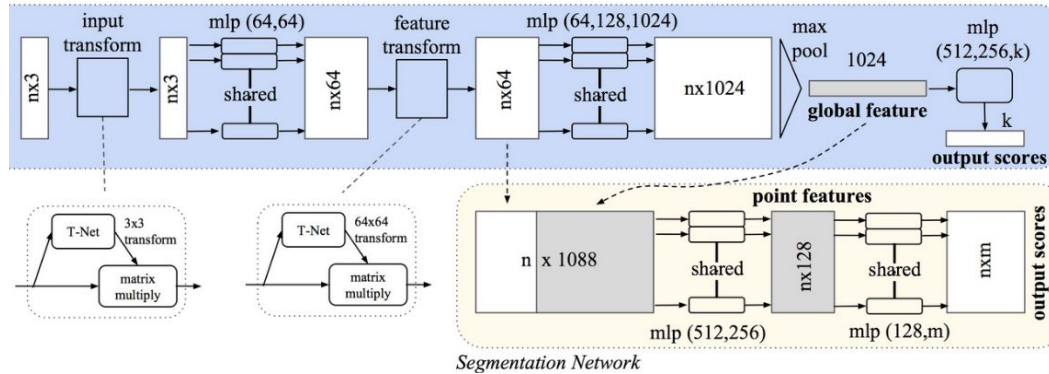 input
transform
mlp (64,64)
feature
transform
mlp (64,128,1024)
max
pool
mlp
(512,256,k)
nx3
nx3
shared
nx64
nx64
shared
nx1024
1024
global feature
k
output scores
point features
T-Net
3x3
transform
matrix
multiply
T-Net
64x64
transform
matrix
multiply
n x 1088
shared
nx128
shared
nxm
output scores
mlp (512,256)
mlp (128,m)
Segmentation Network